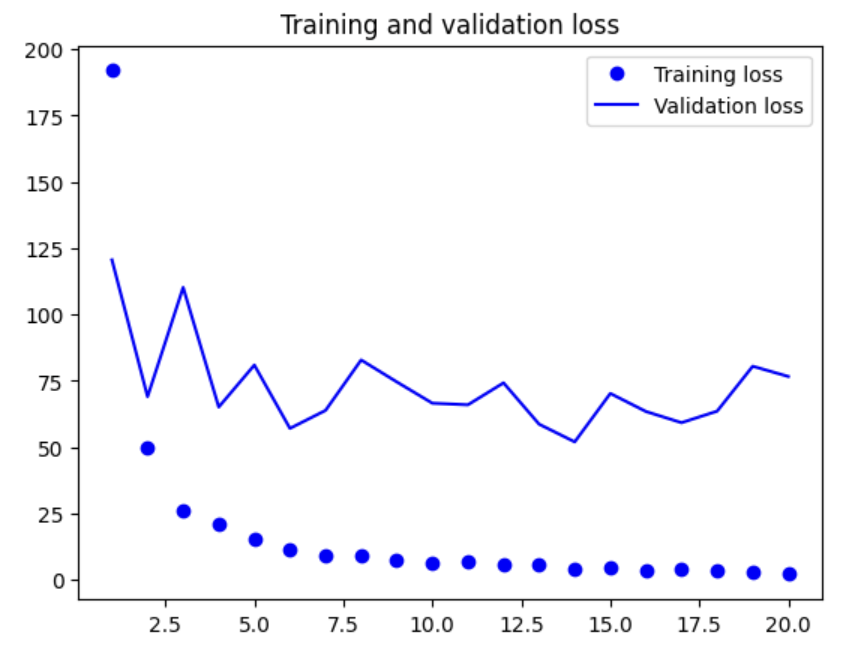 Training and validation loss
Training loss
Validation loss
200
175
150
125
100
75
50
25
0
2.5 5.0 7.5 10.0 12.5 15.0 17.5 20.0